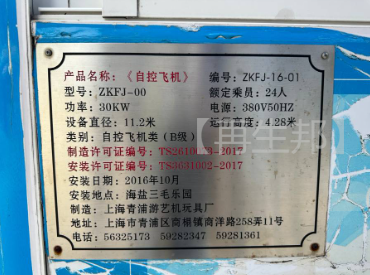 产品名称：《自控飞机》 编号：ZKFJ-16-01
型号：ZKFJ-00 额定乘员：24人
功率：30KW 电源：380V50HZ
设备直径：11.2米 运行高度：4.28米
类别：自控飞机类（B级）
制造许可证编号：
安装许可证编号：TS3631002-2017
安装日期：2016年10月
安装地点：海盐三毛乐园
制造：上海青浦游艺机玩具厂
地址：上海市青浦区商榻镇商洋路258弄11号
电话：56325173 59282347 59281361